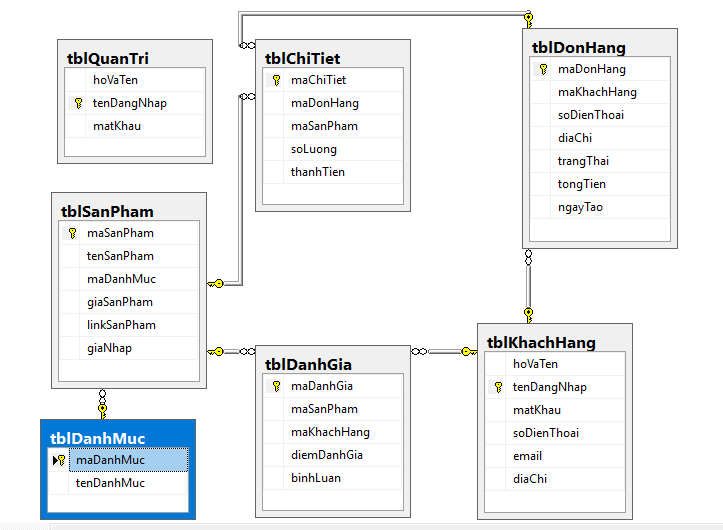 tblQuanTri
hoVaTen
tenDangNhap
matKhau
tblChiTiet
maChiTiet
maDonHang
maSanPham
soLuong
thanhTien
tblDonHang
maDonHang
maKhachHang
soDienThoai
diaChi
trangThai
tongTien
ngayTao
tblSanPham
maSanPham
tenSanPham
maDanhMuc
giaSanPham
linkSanPham
giaNhap
tblDanhGia
maDanhGia
maSanPham
maKhachHang
diemDanhGia
binhLuan
tblKhachHang
hoVaTen
tenDangNhap
matKhau
soDienThoai
email
diaChi
tblDanhMuc
maDanhMuc
tenDanhMuc